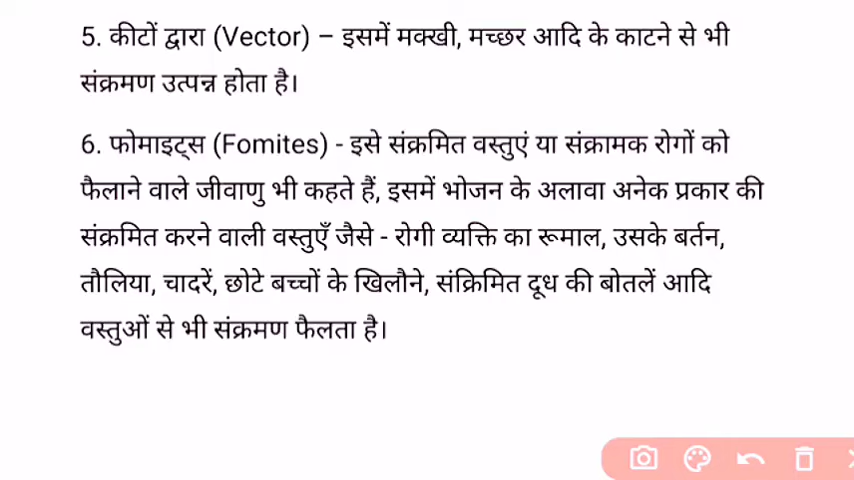 5. कीटों द्वारा (Vector) – इसमें मक्खी, मच्छर आदि के काटने से भी
संक्रमण उत्पन्न होता है।
6. फोमाइट्स (Fomites) - इसे संक्रमित वस्तुएं या संक्रामक रोगों को
फैलाने वाले जीवाणु भी कहते हैं, इसमें भोजन के अलावा अनेक प्रकार की
संक्रमित करने वाली वस्तुएँ जैसे - रोगी व्यक्ति का रूमाल, उसके बर्तन,
तौलिया, चादरें, छोटे बच्चों के खिलौने, संक्रिमित दूध की बोतलें आदि
वस्तुओं से भी संक्रमण फैलता है।